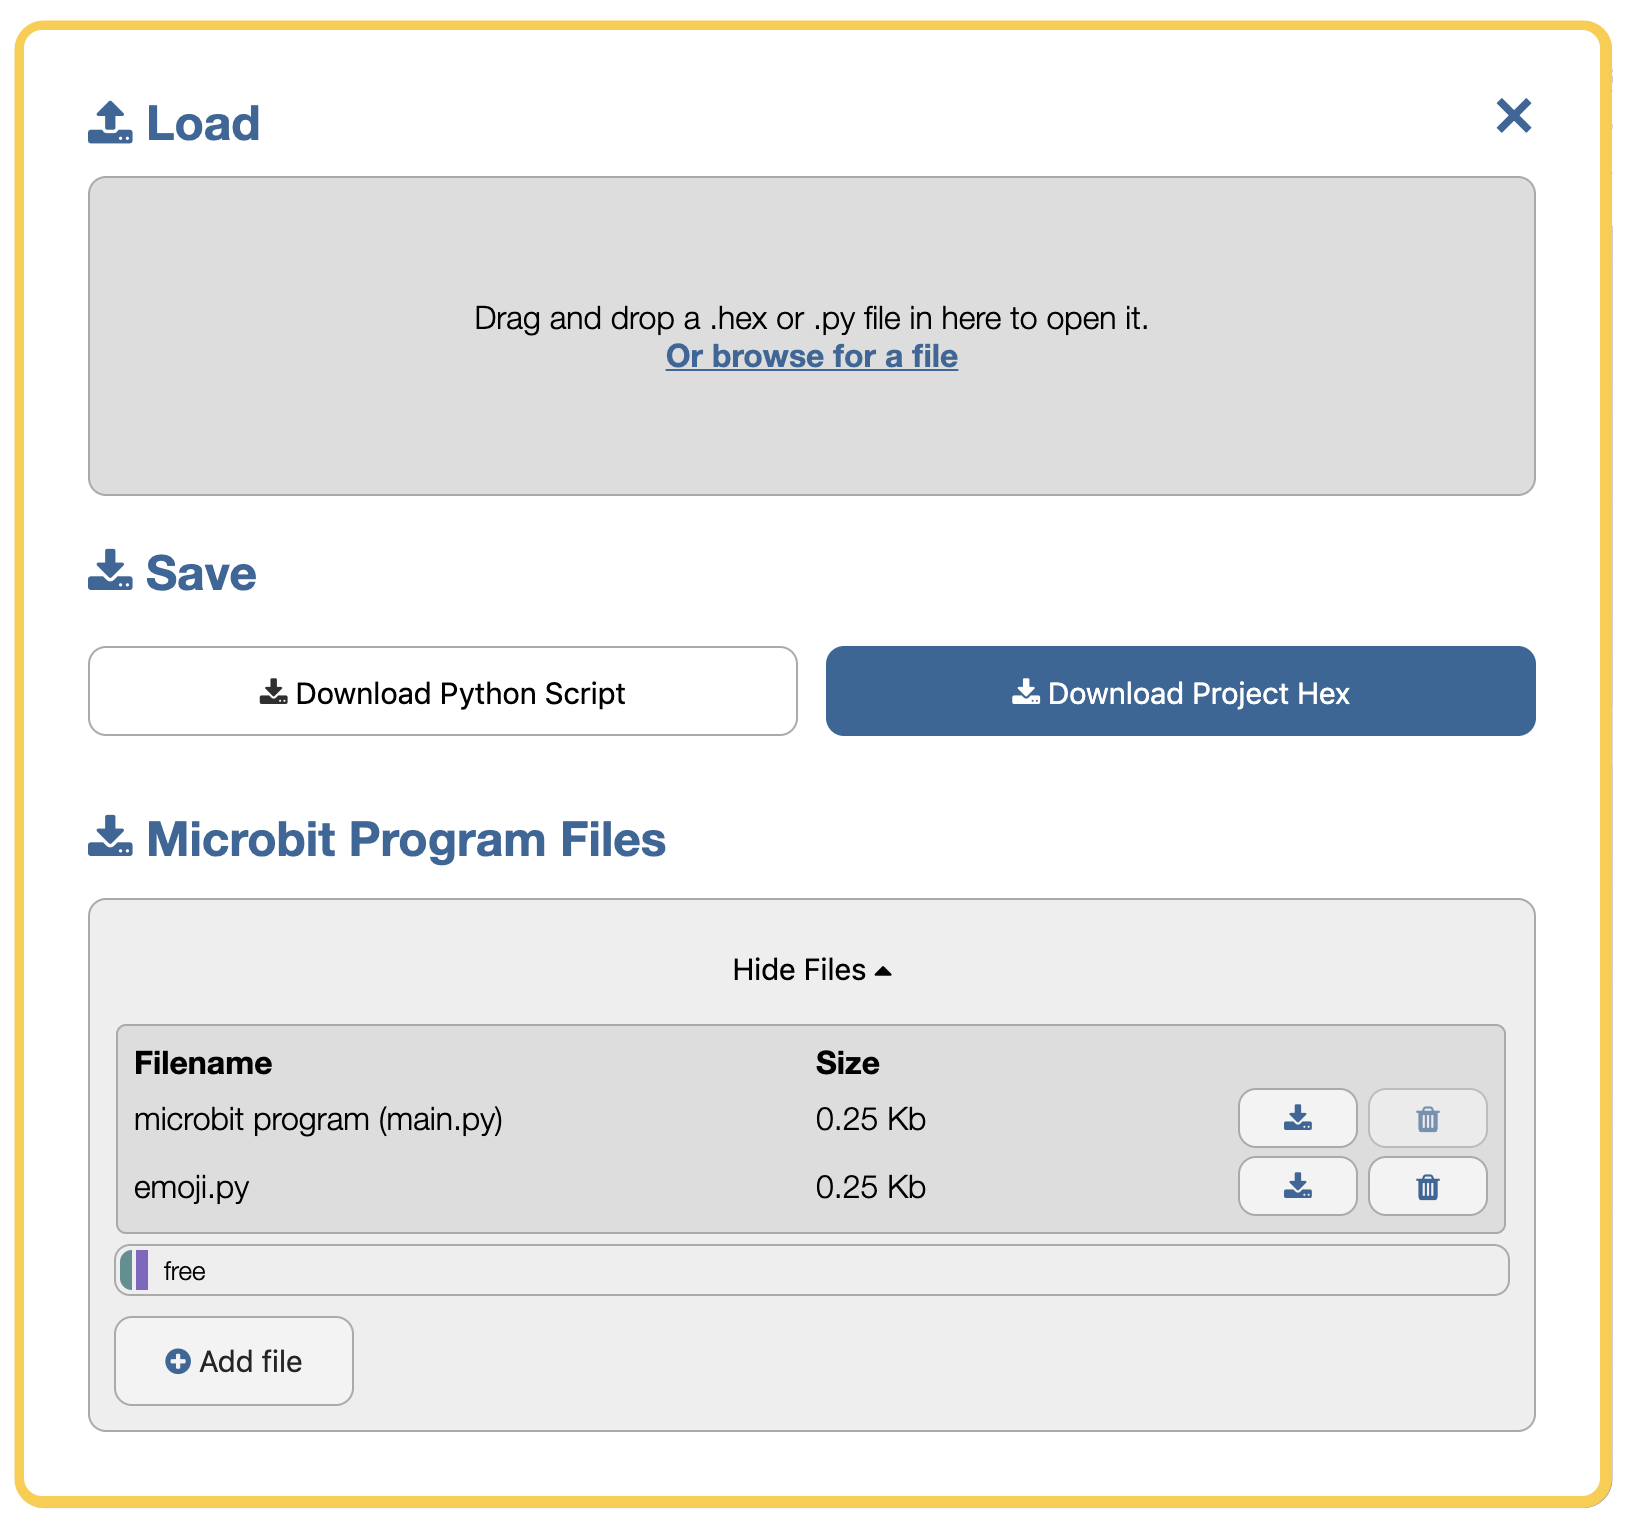 Load
Drag and drop a .hex or .py file in here to open it.
Or browse for a file
Save
Download Python Script
Download Project Hex
Microbit Program Files
Hide Files
Filename Size
microbit program (main.py) 0.25 Kb
emoji.py 0.25 Kb
free
Add file